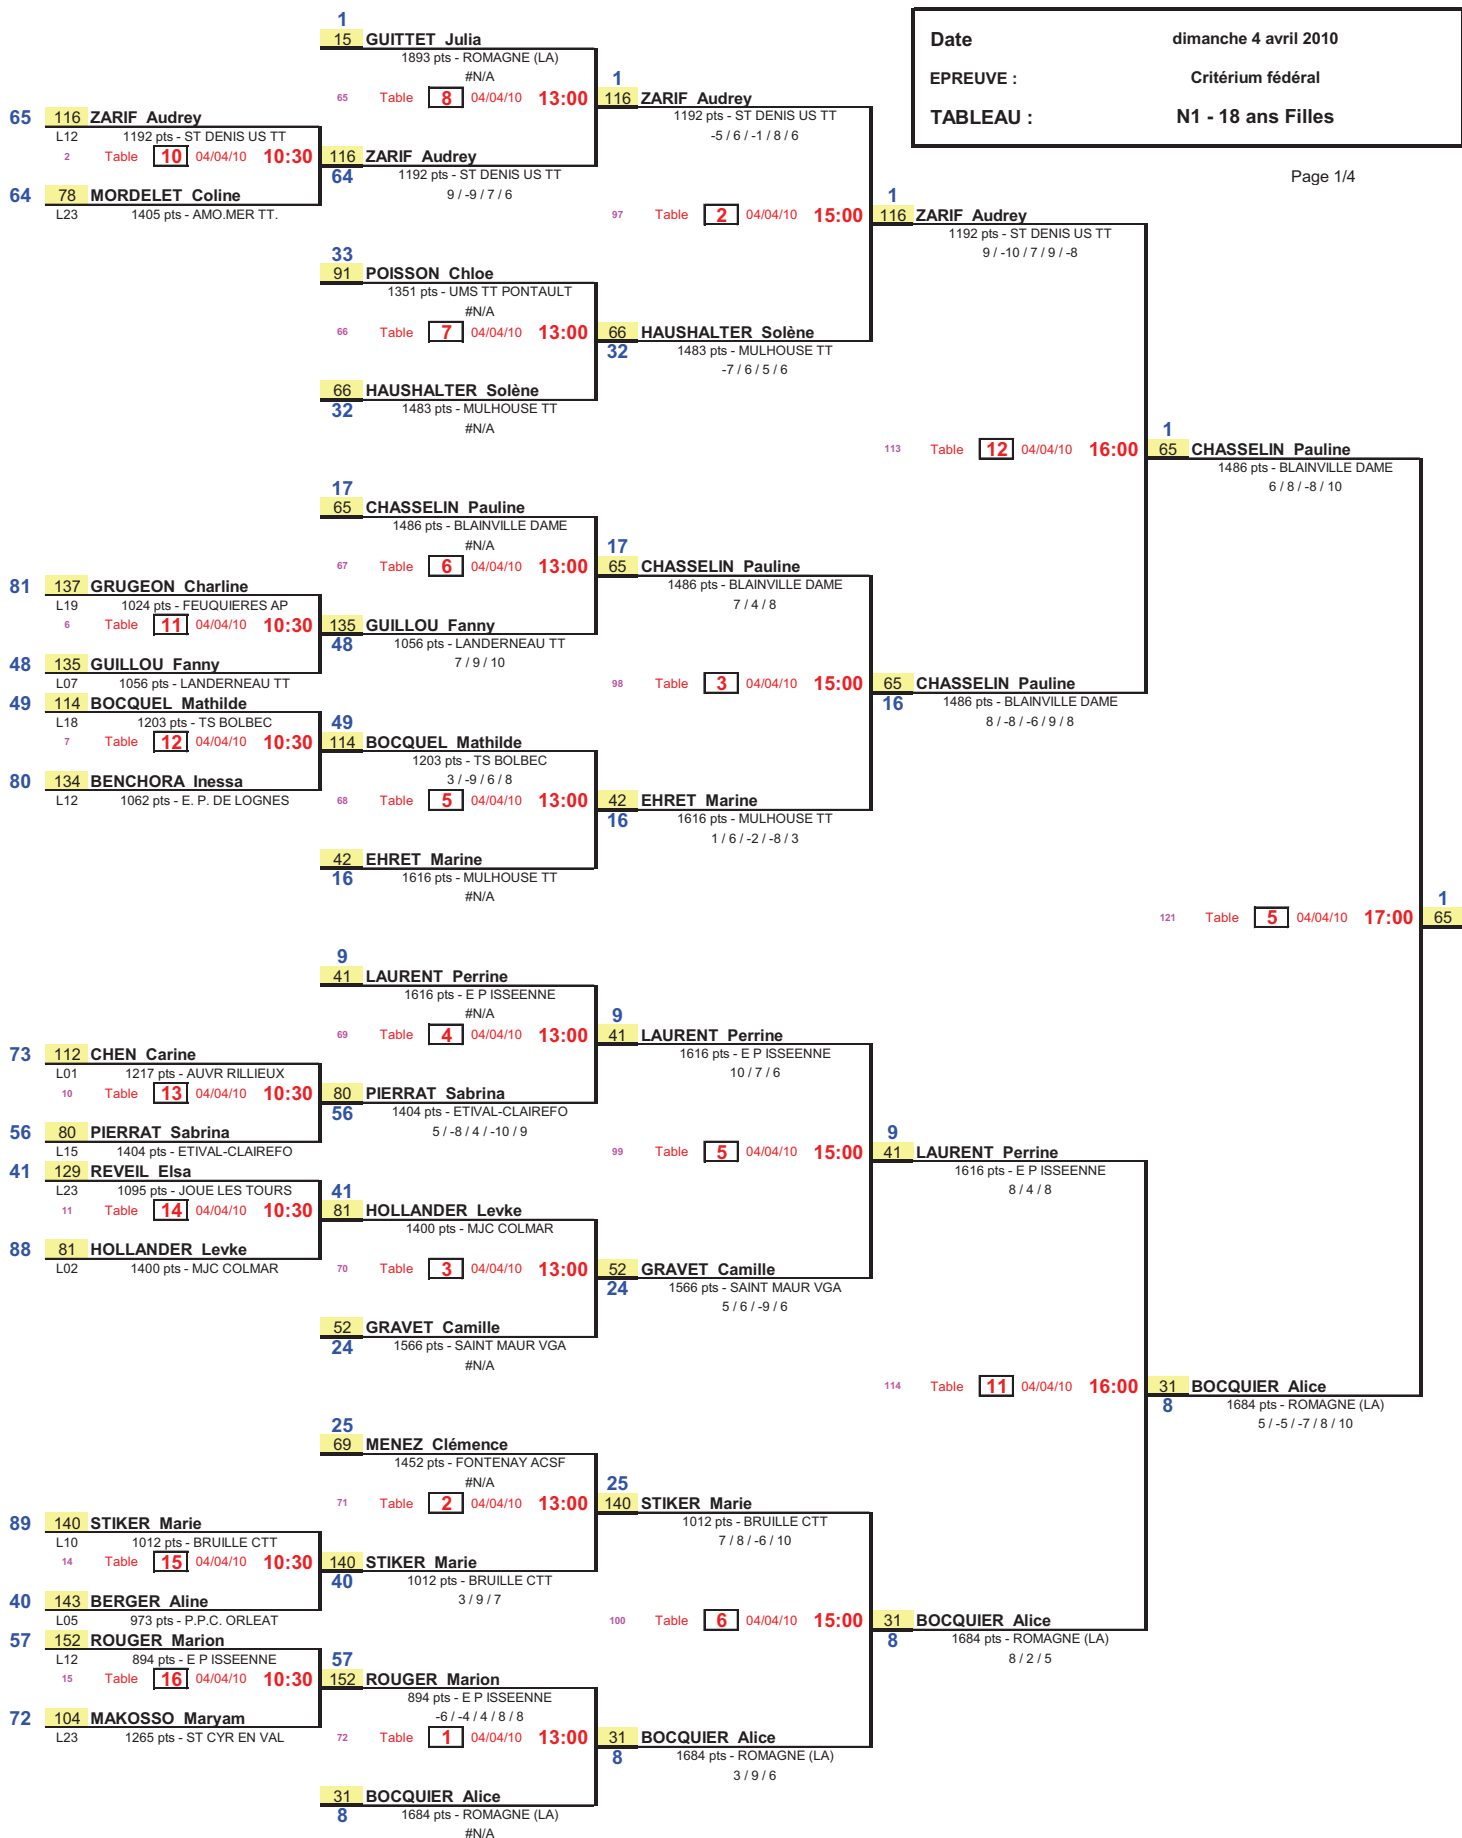 Date dimanche 4 avril 2010
EPREUVE : Critérium fédéral
TABLEAU : N1 - 18 ans Filles
Page 1/4
1
15 GUITTET Julia
1893 pts - ROMAGNE (LA)
#N/A
65 Table 8 04/04/10 13:00
1
116 ZARIF Audrey
1192 pts - ST DENIS US TT
-5 / 6 / -1 / 8 / 6
65 116 ZARIF Audrey
L12 1192 pts - ST DENIS US TT
2 Table 10 04/04/10 10:30
116 ZARIF Audrey
64 1192 pts - ST DENIS US TT
9 / -9 / 7 / 6
64 78 MORDELET Coline
L23 1405 pts - AMO.MER TT.
97 Table 2 04/04/10 15:00
1
116 ZARIF Audrey
1192 pts - ST DENIS US TT
9 / -10 / 7 / 9 / -8
33
91 POISSON Chloe
1351 pts - UMS TT PONTAULT
#N/A
66 Table 7 04/04/10 13:00
66 HAUSHALTER Solène
32 1483 pts - MULHOUSE TT
-7 / 6 / 5 / 6
66 HAUSHALTER Solène
32 1483 pts - MULHOUSE TT
#N/A
113 Table 12 04/04/10 16:00
1
65 CHASSELIN Pauline
1486 pts - BLAINVILLE DAME
6 / 8 / -8 / 10
17
65 CHASSELIN Pauline
1486 pts - BLAINVILLE DAME
#N/A
67 Table 6 04/04/10 13:00
17
65 CHASSELIN Pauline
1486 pts - BLAINVILLE DAME
7 / 4 / 8
81 137 GRUGEON Charline
L19 1024 pts - FEUQUIERES AP
6 Table 11 04/04/10 10:30
135 GUILLOU Fanny
48 1056 pts - LANDERNEAU TT
7 / 9 / 10
48 135 GUILLOU Fanny
L07 1056 pts - LANDERNEAU TT
98 Table 3 04/04/10 15:00
65 CHASSELIN Pauline
16 1486 pts - BLAINVILLE DAME
8 / -8 / -6 / 9 / 8
49 114 BOCQUEL Mathilde
L18 1203 pts - TS BOLBEC
7 Table 12 04/04/10 10:30
49
114 BOCQUEL Mathilde
1203 pts - TS BOLBEC
3 / -9 / 6 / 8
80 134 BENCHORA Inessa
L12 1062 pts - E. P. DE LOGNES
68 Table 5 04/04/10 13:00
42 EHRET Marine
16 1616 pts - MULHOUSE TT
1 / 6 / -2 / -8 / 3
42 EHRET Marine
16 1616 pts - MULHOUSE TT
#N/A
121 Table 5 04/04/10 17:00
1
65
9
41 LAURENT Perrine
1616 pts - E P ISSEENNE
#N/A
69 Table 4 04/04/10 13:00
9
41 LAURENT Perrine
1616 pts - E P ISSEENNE
10 / 7 / 6
73 112 CHEN Carine
L01 1217 pts - AUVR RILLIEUX
10 Table 13 04/04/10 10:30
80 PIERRAT Sabrina
56 1404 pts - ETIVAL-CLAIREFO
5 / -8 / 4 / -10 / 9
56 80 PIERRAT Sabrina
L15 1404 pts - ETIVAL-CLAIREFO
99 Table 5 04/04/10 15:00
9
41 LAURENT Perrine
1616 pts - E P ISSEENNE
8 / 4 / 8
41 129 REVEIL Elsa
L23 1095 pts - JOUE LES TOURS
11 Table 14 04/04/10 10:30
41
81 HOLLANDER Levke
1400 pts - MJC COLMAR
88 81 HOLLANDER Levke
L02 1400 pts - MJC COLMAR
70 Table 3 04/04/10 13:00
52 GRAVET Camille
24 1566 pts - SAINT MAUR VGA
5 / 6 / -9 / 6
52 GRAVET Camille
24 1566 pts - SAINT MAUR VGA
#N/A
114 Table 11 04/04/10 16:00
31 BOCQUIER Alice
8 1684 pts - ROMAGNE (LA)
5 / -5 / -7 / 8 / 10
25
69 MENEZ Clémence
1452 pts - FONTENAY ACSF
#N/A
71 Table 2 04/04/10 13:00
25
140 STIKER Marie
1012 pts - BRUILLE CTT
7 / 8 / -6 / 10
89 140 STIKER Marie
L10 1012 pts - BRUILLE CTT
14 Table 15 04/04/10 10:30
140 STIKER Marie
40 1012 pts - BRUILLE CTT
3 / 9 / 7
40 143 BERGER Aline
L05 973 pts - P.P.C. ORLEAT
100 Table 6 04/04/10 15:00
31 BOCQUIER Alice
8 1684 pts - ROMAGNE (LA)
8 / 2 / 5
57 152 ROUGER Marion
L12 894 pts - E P ISSEENNE
15 Table 16 04/04/10 10:30
57
152 ROUGER Marion
894 pts - E P ISSEENNE
-6 / -4 / 4 / 8 / 8
72 104 MAKOSSO Maryam
L23 1265 pts - ST CYR EN VAL
72 Table 1 04/04/10 13:00
31 BOCQUIER Alice
8 1684 pts - ROMAGNE (LA)
3 / 9 / 6
31 BOCQUIER Alice
8 1684 pts - ROMAGNE (LA)
#N/A